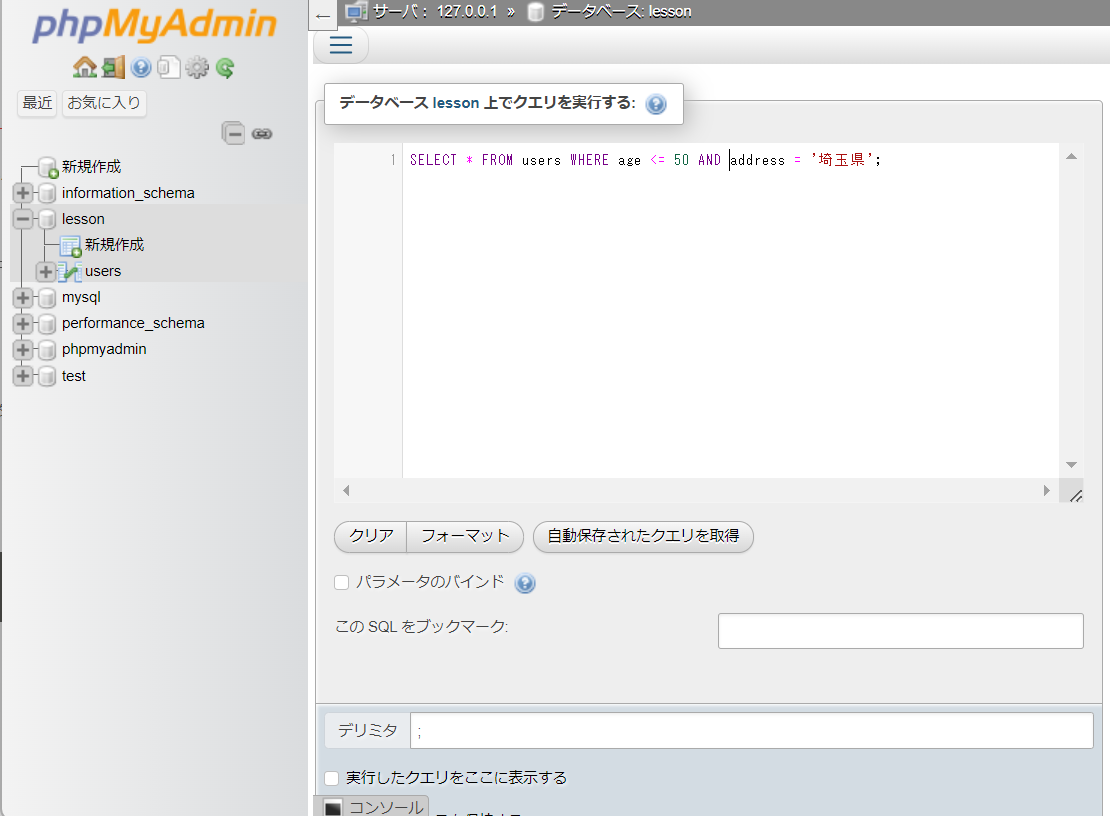 phpMyAdmin
最近 お気に入り
新規作成
information_schema
lesson
新規作成
users
mysql
performance_schema
phpmyadmin
test
← サーバ: 127.0.0.1 » データベース: lesson
データベース lesson 上でクエリを実行する:
1 SELECT * FROM users WHERE age <= 50 AND address = '埼玉県';
クリア フォーマット 自動保存されたクエリを取得
パラメータのバインド
この SQL をブックマーク:
デリミタ ;
実行したクエリをここに表示する
コンソール